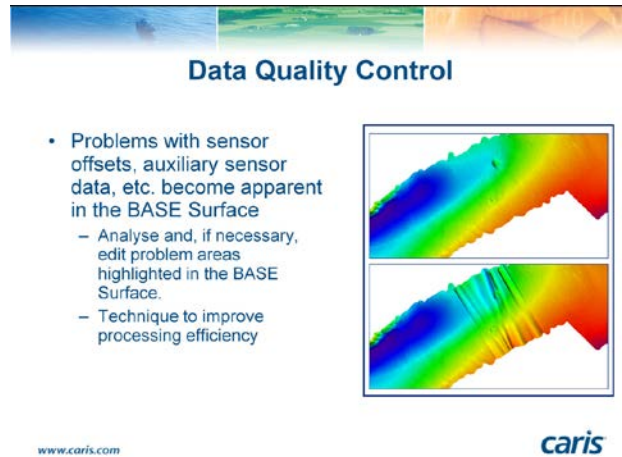 Data Quality Control
• Problems with sensor
offsets, auxiliary sensor
data, etc. become apparent
in the BASE Surface
– Analyse and, if necessary,
edit problem areas
highlighted in the BASE
Surface.
– Technique to improve
processing efficiency
www.caris.com
caris